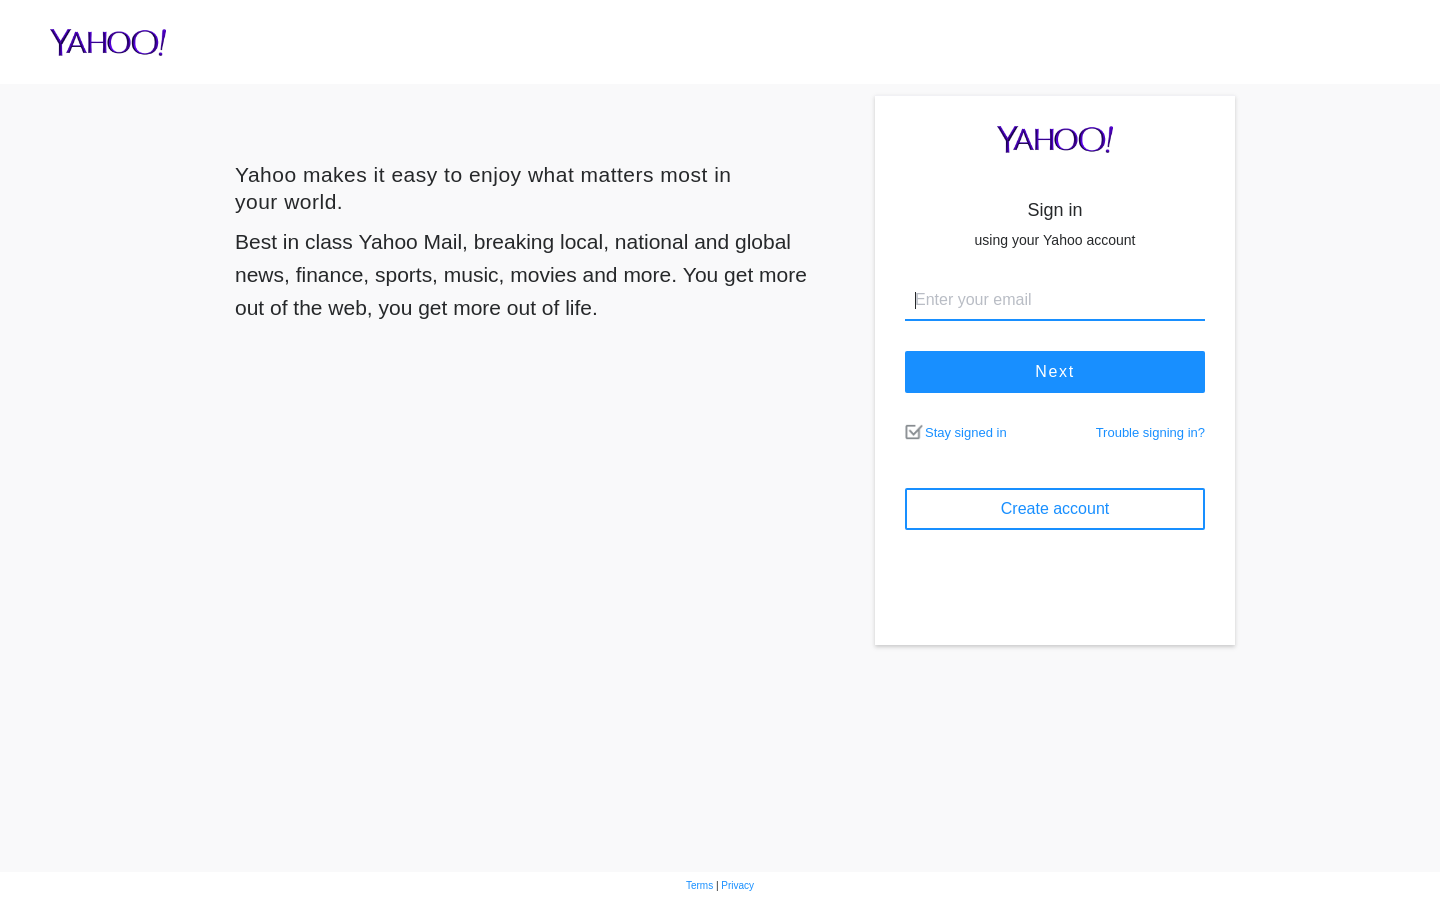 YAHOO!
Yahoo makes it easy to enjoy what matters most in
your world.
Best in class Yahoo Mail, breaking local, national and global
news, finance, sports, music, movies and more. You get more
out of the web, you get more out of life.
YAHOO!
Sign in
using your Yahoo account
Enter your email
Next
Stay signed in
Trouble signing in?
Create account
Terms | Privacy